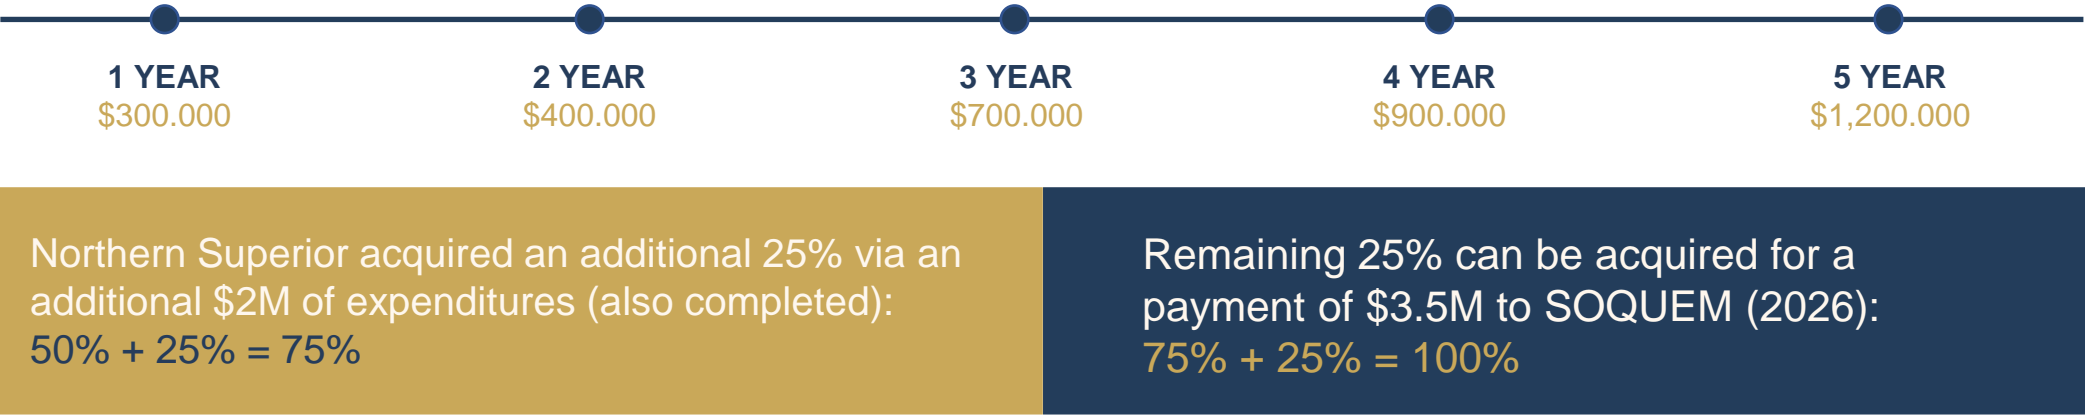 1 YEAR
$300.000
2 YEAR
$400.000
3 YEAR
$700.000
4 YEAR
$900.000
5 YEAR
$1,200.000
Northern Superior acquired an additional 25% via an
additional $2M of expenditures (also completed):
50% + 25% = 75%
Remaining 25% can be acquired for a
payment of $3.5M to SOQUEM (2026):
75% + 25% = 100%